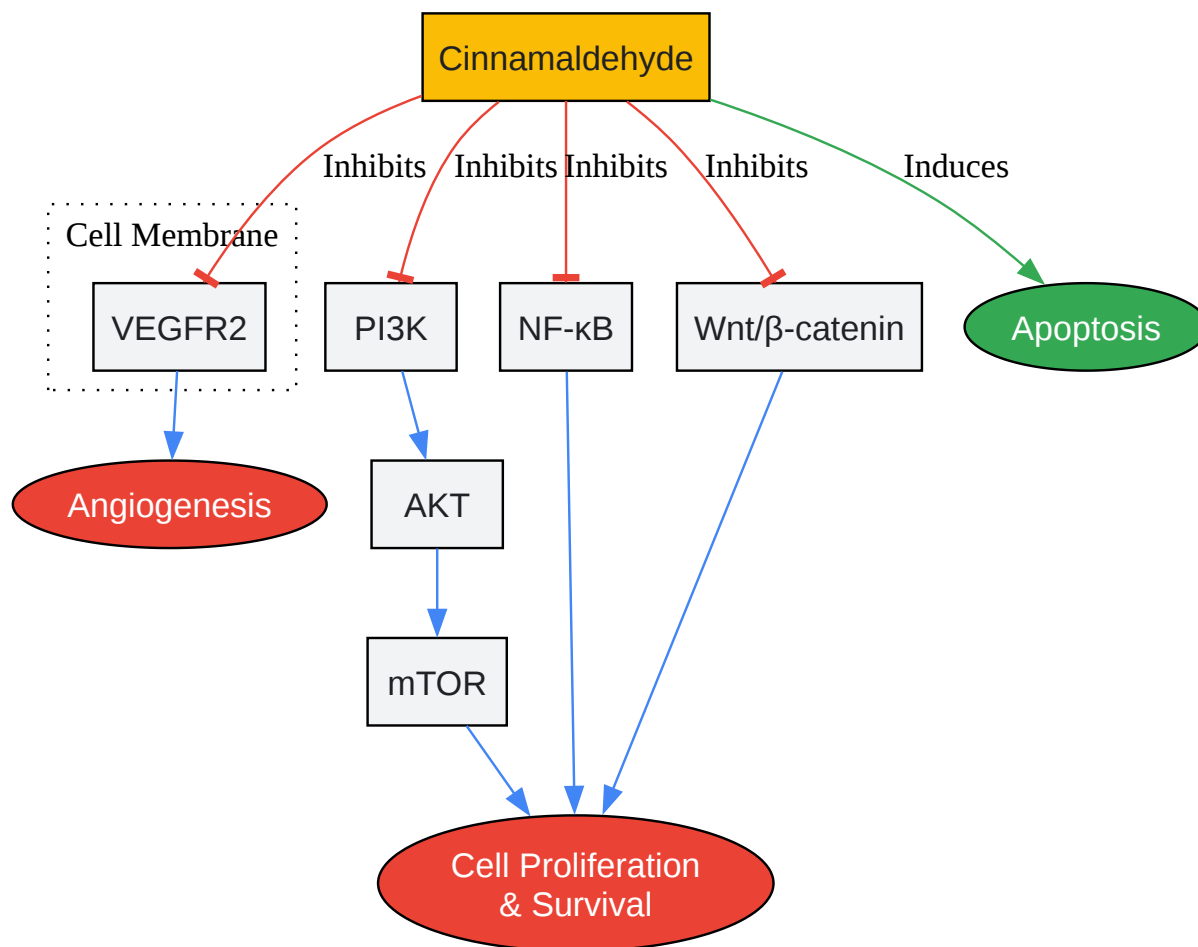 Cinnamaldehyde
Inhibits
Inhibits
Inhibits
Inhibits
Induces
Cell Membrane
VEGFR2
PI3K
NF-κB
Wnt/β-catenin
Apoptosis
Angiogenesis
AKT
mTOR
Cell Proliferation
& Survival